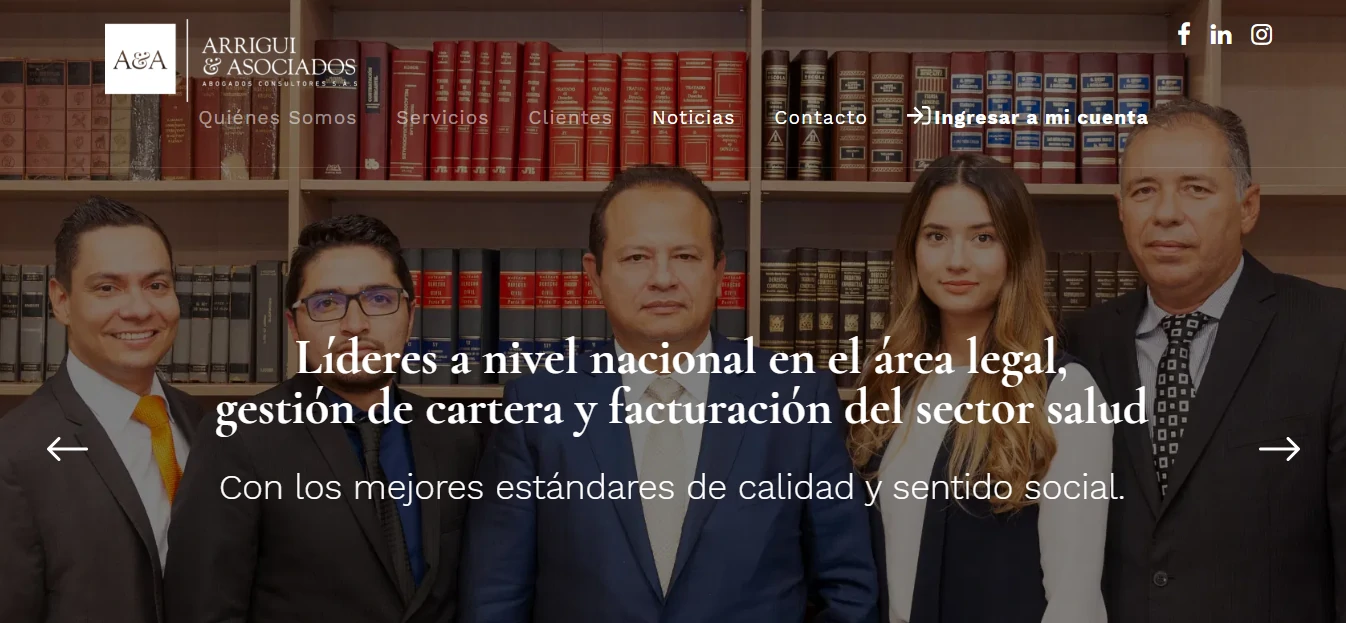 A&A
ARRIGUI
& ASOCIADOS
ABOGADOS CONSULTORES S.A.S
Quiénes Somos Servicios Clientes Noticias Contacto Ingresar a mi cuenta
Líderes a nivel nacional en el área legal,
gestión de cartera y facturación del sector salud
Con los mejores estándares de calidad y sentido social.